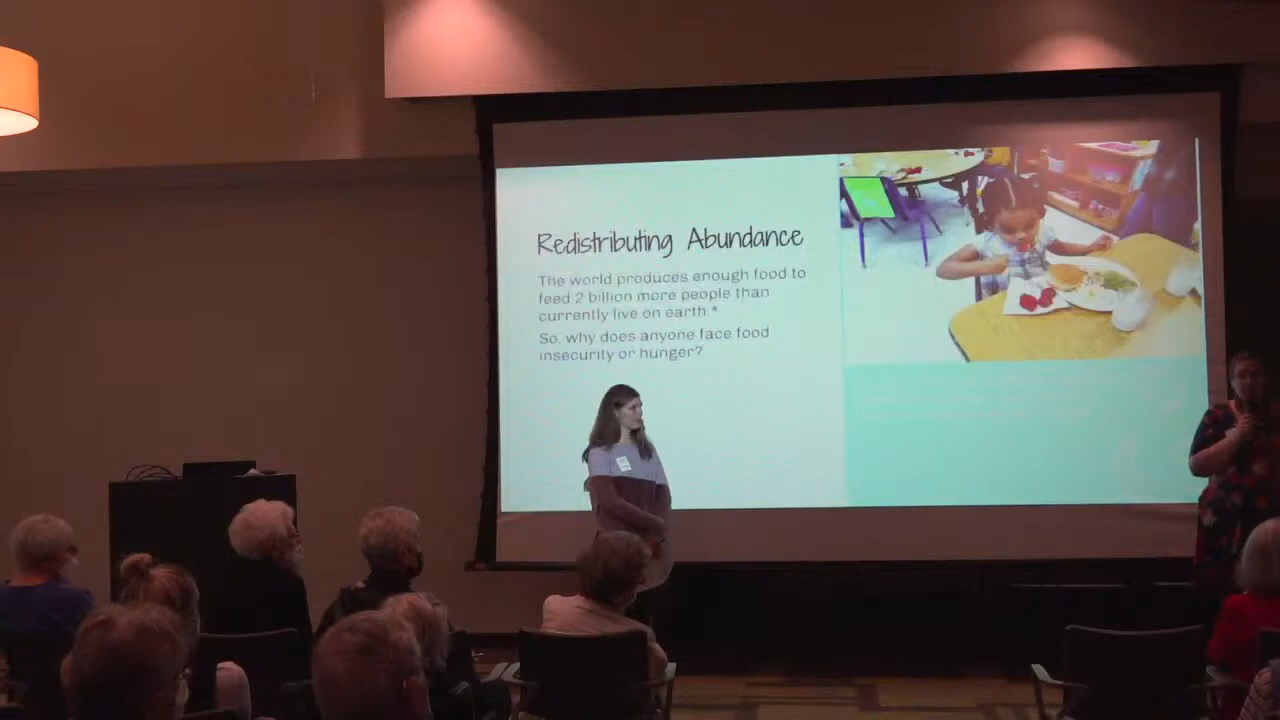 Redistributing Abundance
The world produces enough food to
feed 2 billion more people than
currently live on earth.*
So, why does anyone face food
insecurity or hunger?